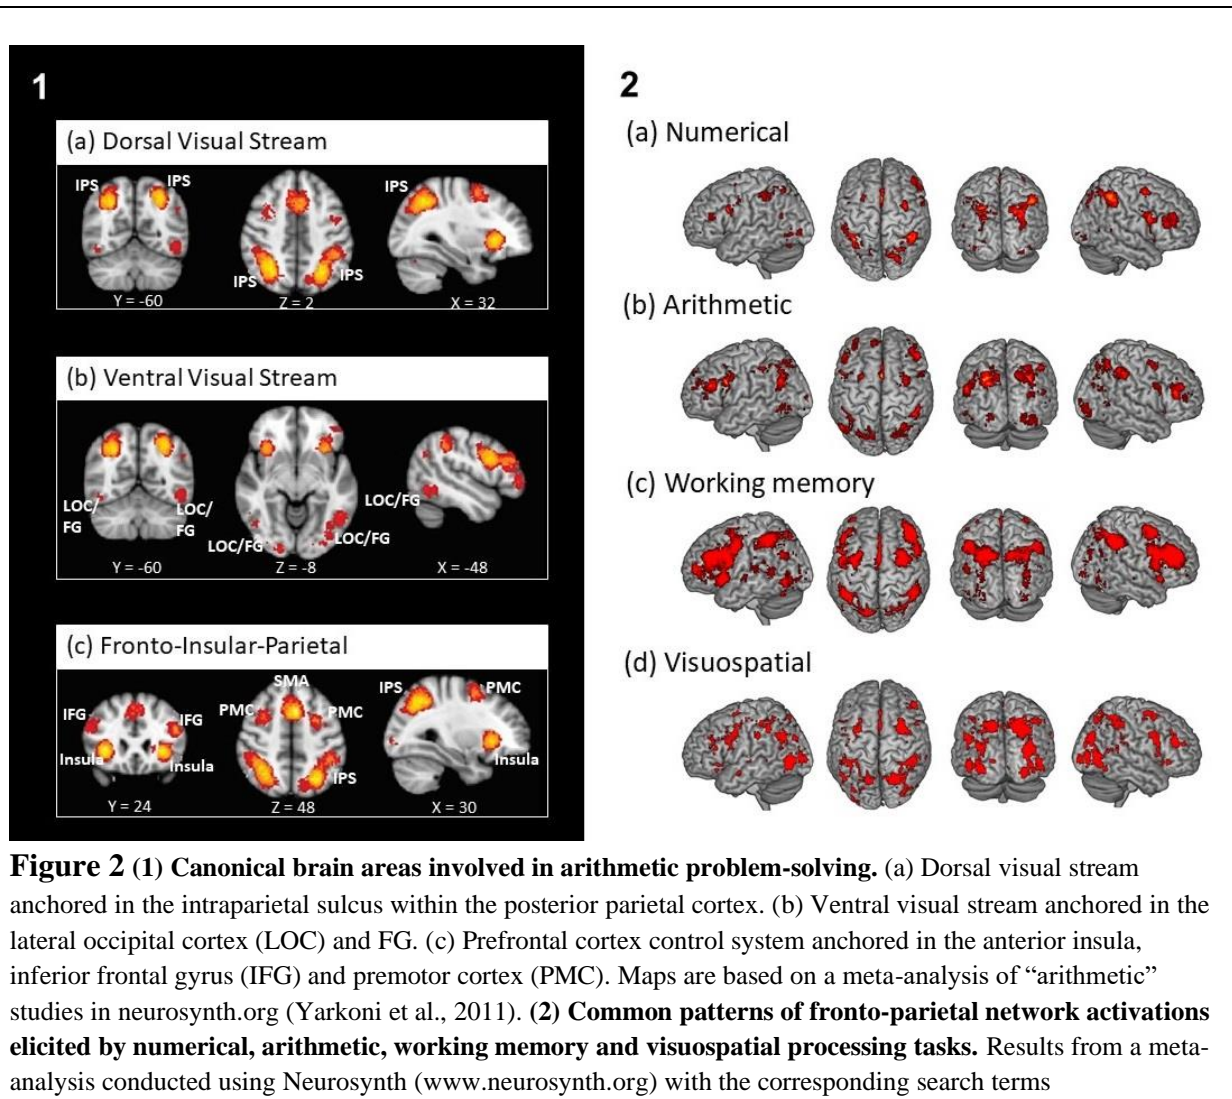 1
(a) Dorsal Visual Stream
IPS IPS IPS
IPS IPS
Y = -60 Z = 2 X = 32
(b) Ventral Visual Stream
LOC/FG LOC/FG LOC/FG
LOC/FG LOC/FG
Y = -60 Z = -8 X = -48
(c) Fronto-Insular-Parietal
SMA
IPS PMC
IFG IFG PMC PMC
Insula Insula IPS Insula
Y = 24 Z = 48 X = 30
2
(a) Numerical
(b) Arithmetic
(c) Working memory
(d) Visuospatial
Figure 2 (1) Canonical brain areas involved in arithmetic problem-solving. (a) Dorsal visual stream
anchored in the intraparietal sulcus within the posterior parietal cortex. (b) Ventral visual stream anchored in the
lateral occipital cortex (LOC) and FG. (c) Prefrontal cortex control system anchored in the anterior insula,
inferior frontal gyrus (IFG) and premotor cortex (PMC). Maps are based on a meta-analysis of “arithmetic”
studies in neurosynth.org (Yarkoni et al., 2011). (2) Common patterns of fronto-parietal network activations
elicited by numerical, arithmetic, working memory and visuospatial processing tasks. Results from a meta-
analysis conducted using Neurosynth (www.neurosynth.org) with the corresponding search terms